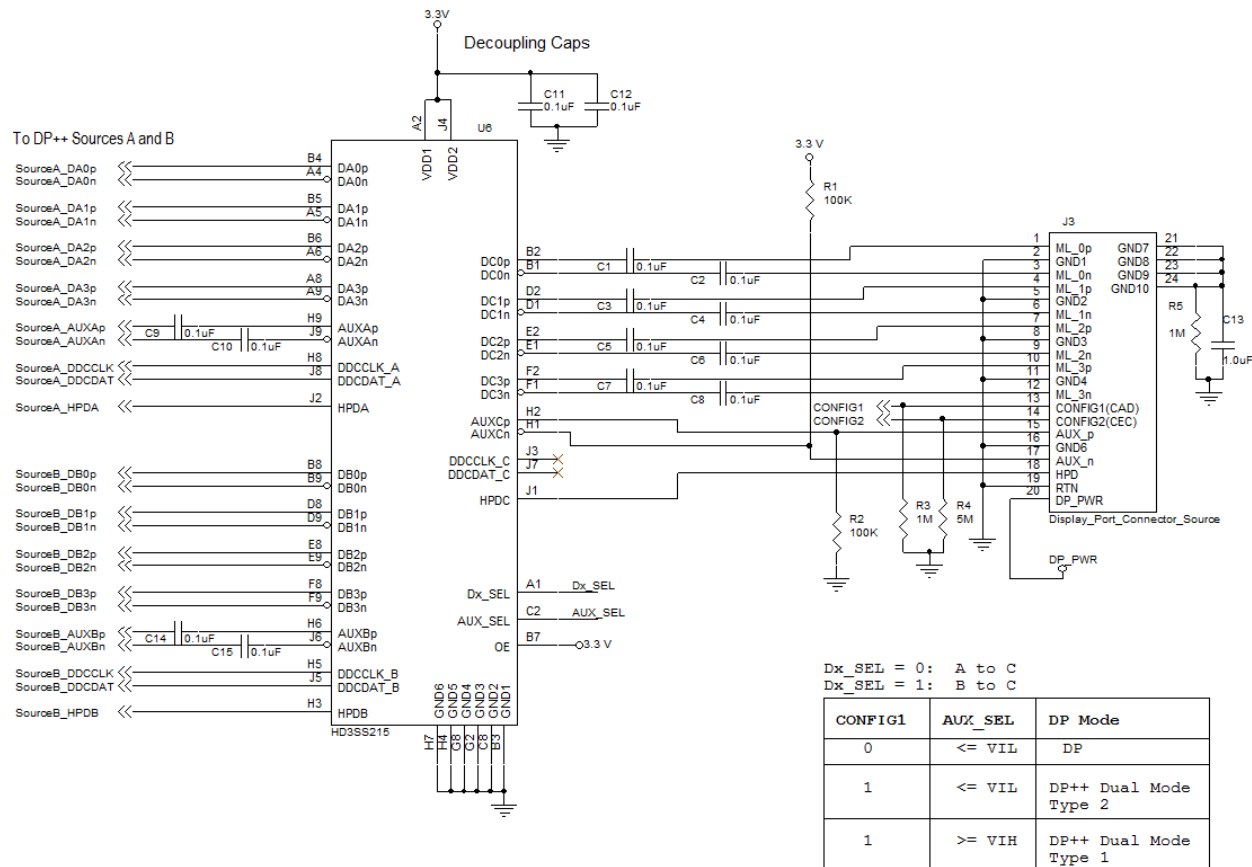 3.3V
Decoupling Caps
C11
0.1uF
C12
0.1uF
A2
J4
U6
VDD1
VDD2
To DP++ Sources A and B
SourceA_DA0p B4 DA0p
SourceA_DA0n A4 DA0n
SourceA_DA1p B5 DA1p
SourceA_DA1n A5 DA1n
SourceA_DA2p B6 DA2p
SourceA_DA2n A6 DA2n
SourceA_DA3p A8 DA3p
SourceA_DA3n A9 DA3n
SourceA_AUXAp C9 0.1uF H9 AUXAp
SourceA_AUXAn C10 0.1uF J9 AUXAn
SourceA_DDCCLK H8 DDCCLK_A
SourceA_DDCDAT J8 DDCDAT_A
SourceA_HPDA J2 HPDA
SourceB_DB0p B8 DB0p
SourceB_DB0n B9 DB0n
SourceB_DB1p D8 DB1p
SourceB_DB1n D9 DB1n
SourceB_DB2p E8 DB2p
SourceB_DB2n E9 DB2n
SourceB_DB3p F8 DB3p
SourceB_DB3n F9 DB3n
SourceB_AUXBp C14 0.1uF H6 AUXBp
SourceB_AUXBn C15 0.1uF J6 AUXBn
SourceB_DDCCLK H5 DDCCLK_B
SourceB_DDCDAT J5 DDCDAT_B
SourceB_HPDB H3 HPDB
HD3SS215
GND6
GND5
GND4
GND3
GND2
GND1
H7
H4
G8
G2
C8
B3
DC0p B2 C1 0.1uF
DC0n B1 C2 0.1uF
DC1p D2 C3 0.1uF
DC1n D1 C4 0.1uF
DC2p E2 C5 0.1uF
DC2n E1 C6 0.1uF
DC3p F2 C7 0.1uF
DC3n F1 C8 0.1uF
AUXCp H2
AUXCn H1
DDCCLK_C J3
DDCDAT_C J7
HPDC J1
Dx_SEL A1 Dx_SEL
AUX_SEL C2 AUX_SEL
OE B7 3.3 V
3.3 V
R1
100K
R2
100K
CONFIG1
CONFIG2
R3
1M
R4
5M
J3
1 ML_0p GND7 21
2 GND1 GND8 22
3 ML_0n GND9 23
4 ML_1p GND10 24
5 GND2
6 ML_1n
7 ML_2p
8 GND3
9 ML_2n
10 ML_3p
11 GND4
12 ML_3n
13 CONFIG1(CAD)
14 CONFIG2(CEC)
15 AUX_p
16 GND6
17 AUX_n
18 HPD
19 RTN
20 DP_PWR
Display_Port_Connector_Source
R5
1M
C13
1.0uF
DP_PWR
Dx_SEL = 0: A to C
Dx_SEL = 1: B to C
CONFIG1 AUX_SEL DP Mode
0 <= VIL DP
1 <= VIL DP++ Dual Mode
Type 2
1 >= VIH DP++ Dual Mode
Type 1